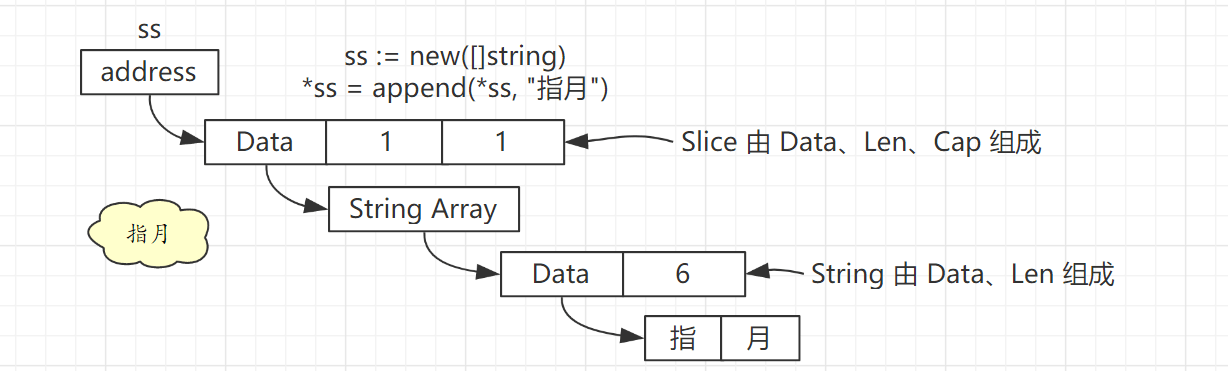 ss
address
ss := new([]string)
*ss = append(*ss, "指月")
Data 1 1
Slice 由 Data、Len、Cap 组成
String Array
指月
Data 6
String 由 Data、Len 组成
指 月